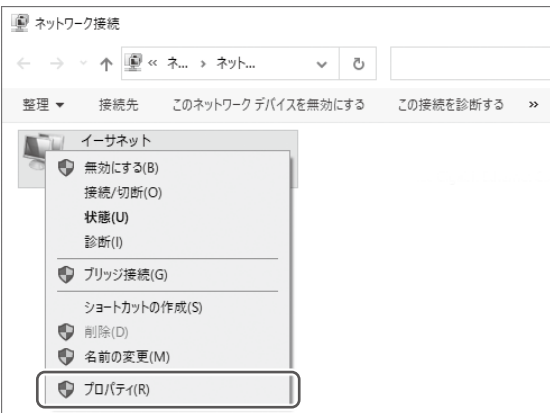 ネットワーク接続
« ネ... › ネット...
整理 ▼ 接続先 このネットワーク デバイスを無効にする この接続を診断する »
イーサネット
無効にする(B)
接続/切断(O)
状態(U)
診断(I)
ブリッジ接続(G)
ショートカットの作成(S)
削除(D)
名前の変更(M)
プロパティ(R)